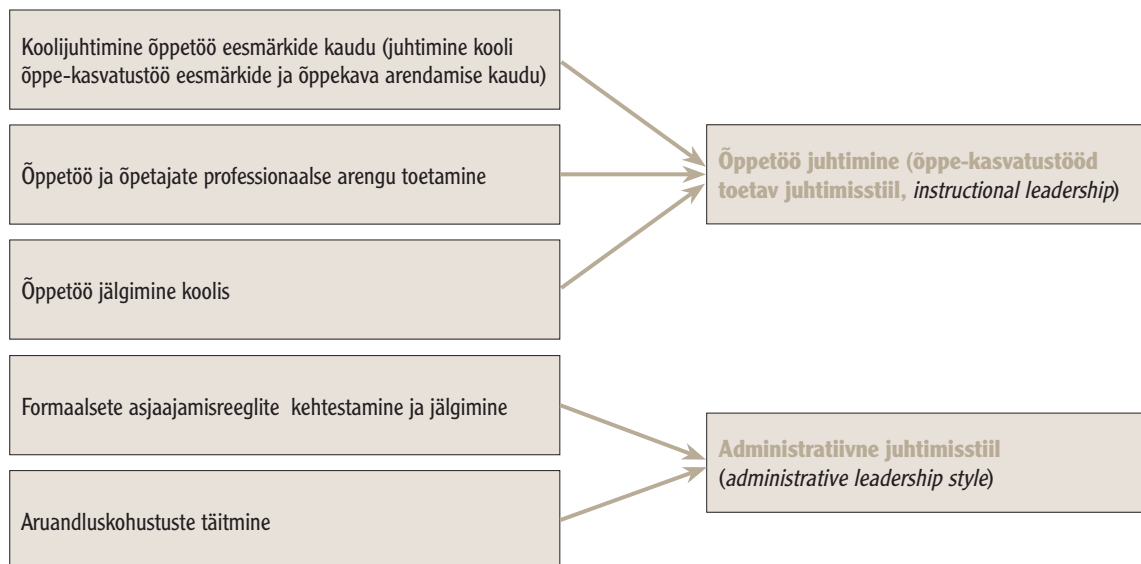 Koolijuhtimine õppetöö eesmärkide kaudu (juhtimine kooli
õppe-kasvatustöö eesmärkide ja õppekava arendamise kaudu)
Õppetöö ja õpetajate professionaalse arengu toetamine
Õppetöö jälgimine koolis
Formaalsete asjaajamisreeglite kehtestamine ja jälgimine
Aruandluskohustuste täitmine
Õppetöö juhtimine (õppe-kasvatustööd
toetav juhtimisstiil, instructional leadership)
Administratiivne juhtimisstiil
(administrative leadership style)